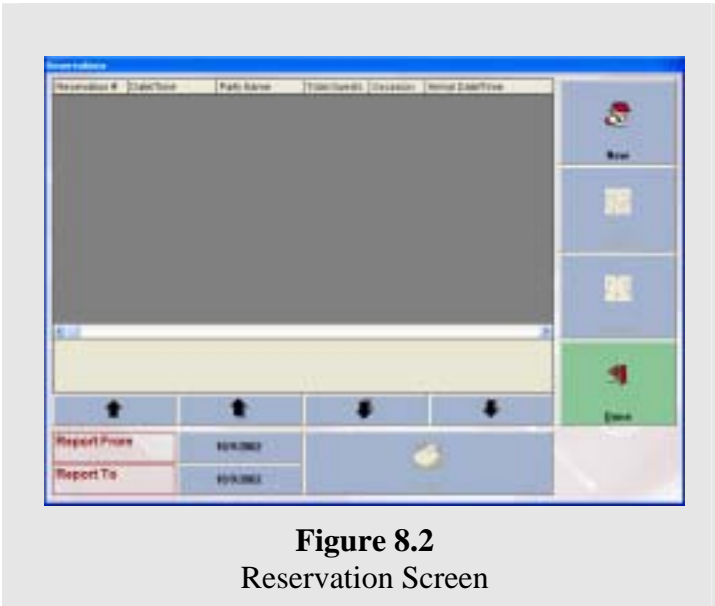 Reservations
Reservation # Date/Time Party Name Total Guests Occasion Arrival Date/Time
New
Done
Report From
Report To
Figure 8.2
Reservation Screen